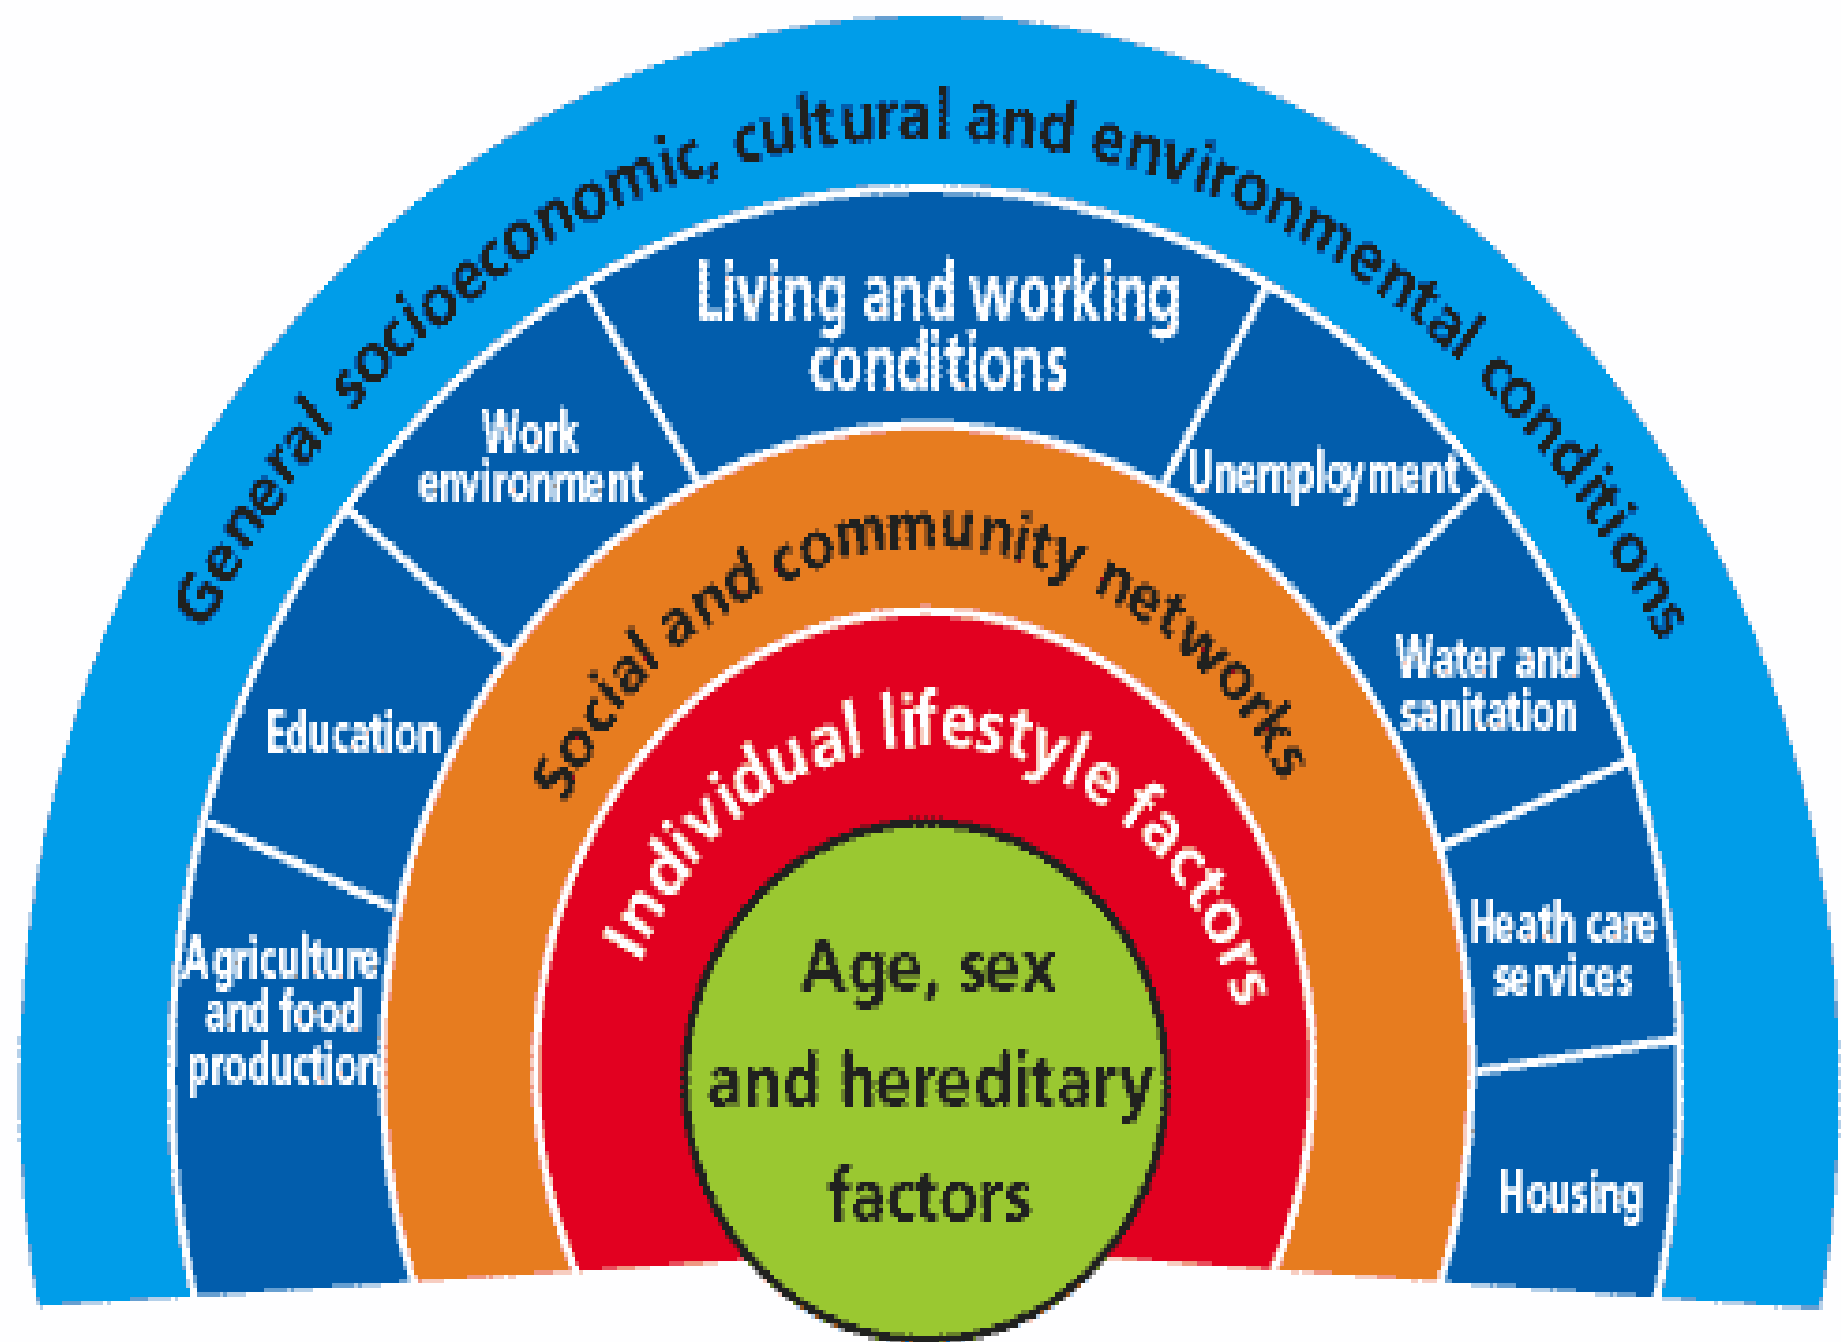 General socioeconomic, cultural and environmental conditions
Living and working
conditions
Work
environment
Unemployment
Education
Water and
sanitation
Agriculture
and food
production
Heath care
services
Housing
Social and community networks
Individual lifestyle factors
Age, sex
and hereditary
factors